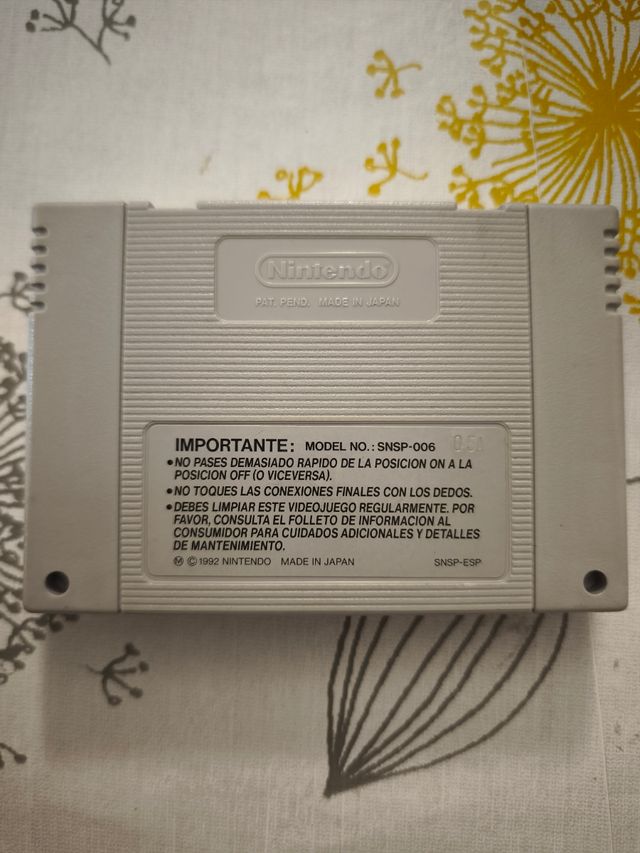 Nintendo
PAT. PEND. MADE IN JAPAN
IMPORTANTE: MODEL NO.: SNSP-006
• NO PASES DEMASIADO RAPIDO DE LA POSICION ON A LA
POSICION OFF (O VICEVERSA).
• NO TOQUES LAS CONEXIONES FINALES CON LOS DEDOS.
• DEBES LIMPIAR ESTE VIDEOJUEGO REGULARMENTE. POR
FAVOR, CONSULTA EL FOLLETO DE INFORMACION AL
CONSUMIDOR PARA CUIDADOS ADICIONALES Y DETALLES
DE MANTENIMIENTO.
Ⓜ © 1992 NINTENDO MADE IN JAPAN SNSP-ESP